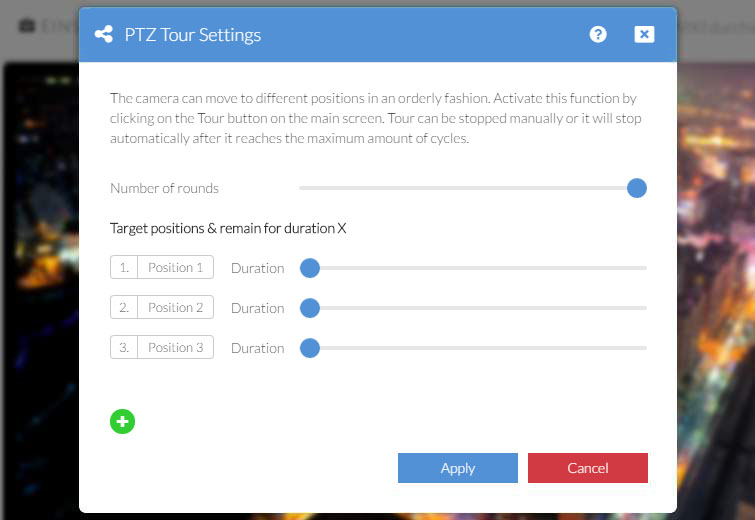 PTZ Tour Settings
The camera can move to different positions in an orderly fashion. Activate this function by
clicking on the Tour button on the main screen. Tour can be stopped manually or it will stop
automatically after it reaches the maximum amount of cycles.
Number of rounds
Target positions & remain for duration X
1. Position 1 Duration
2. Position 2 Duration
3. Position 3 Duration
Apply Cancel